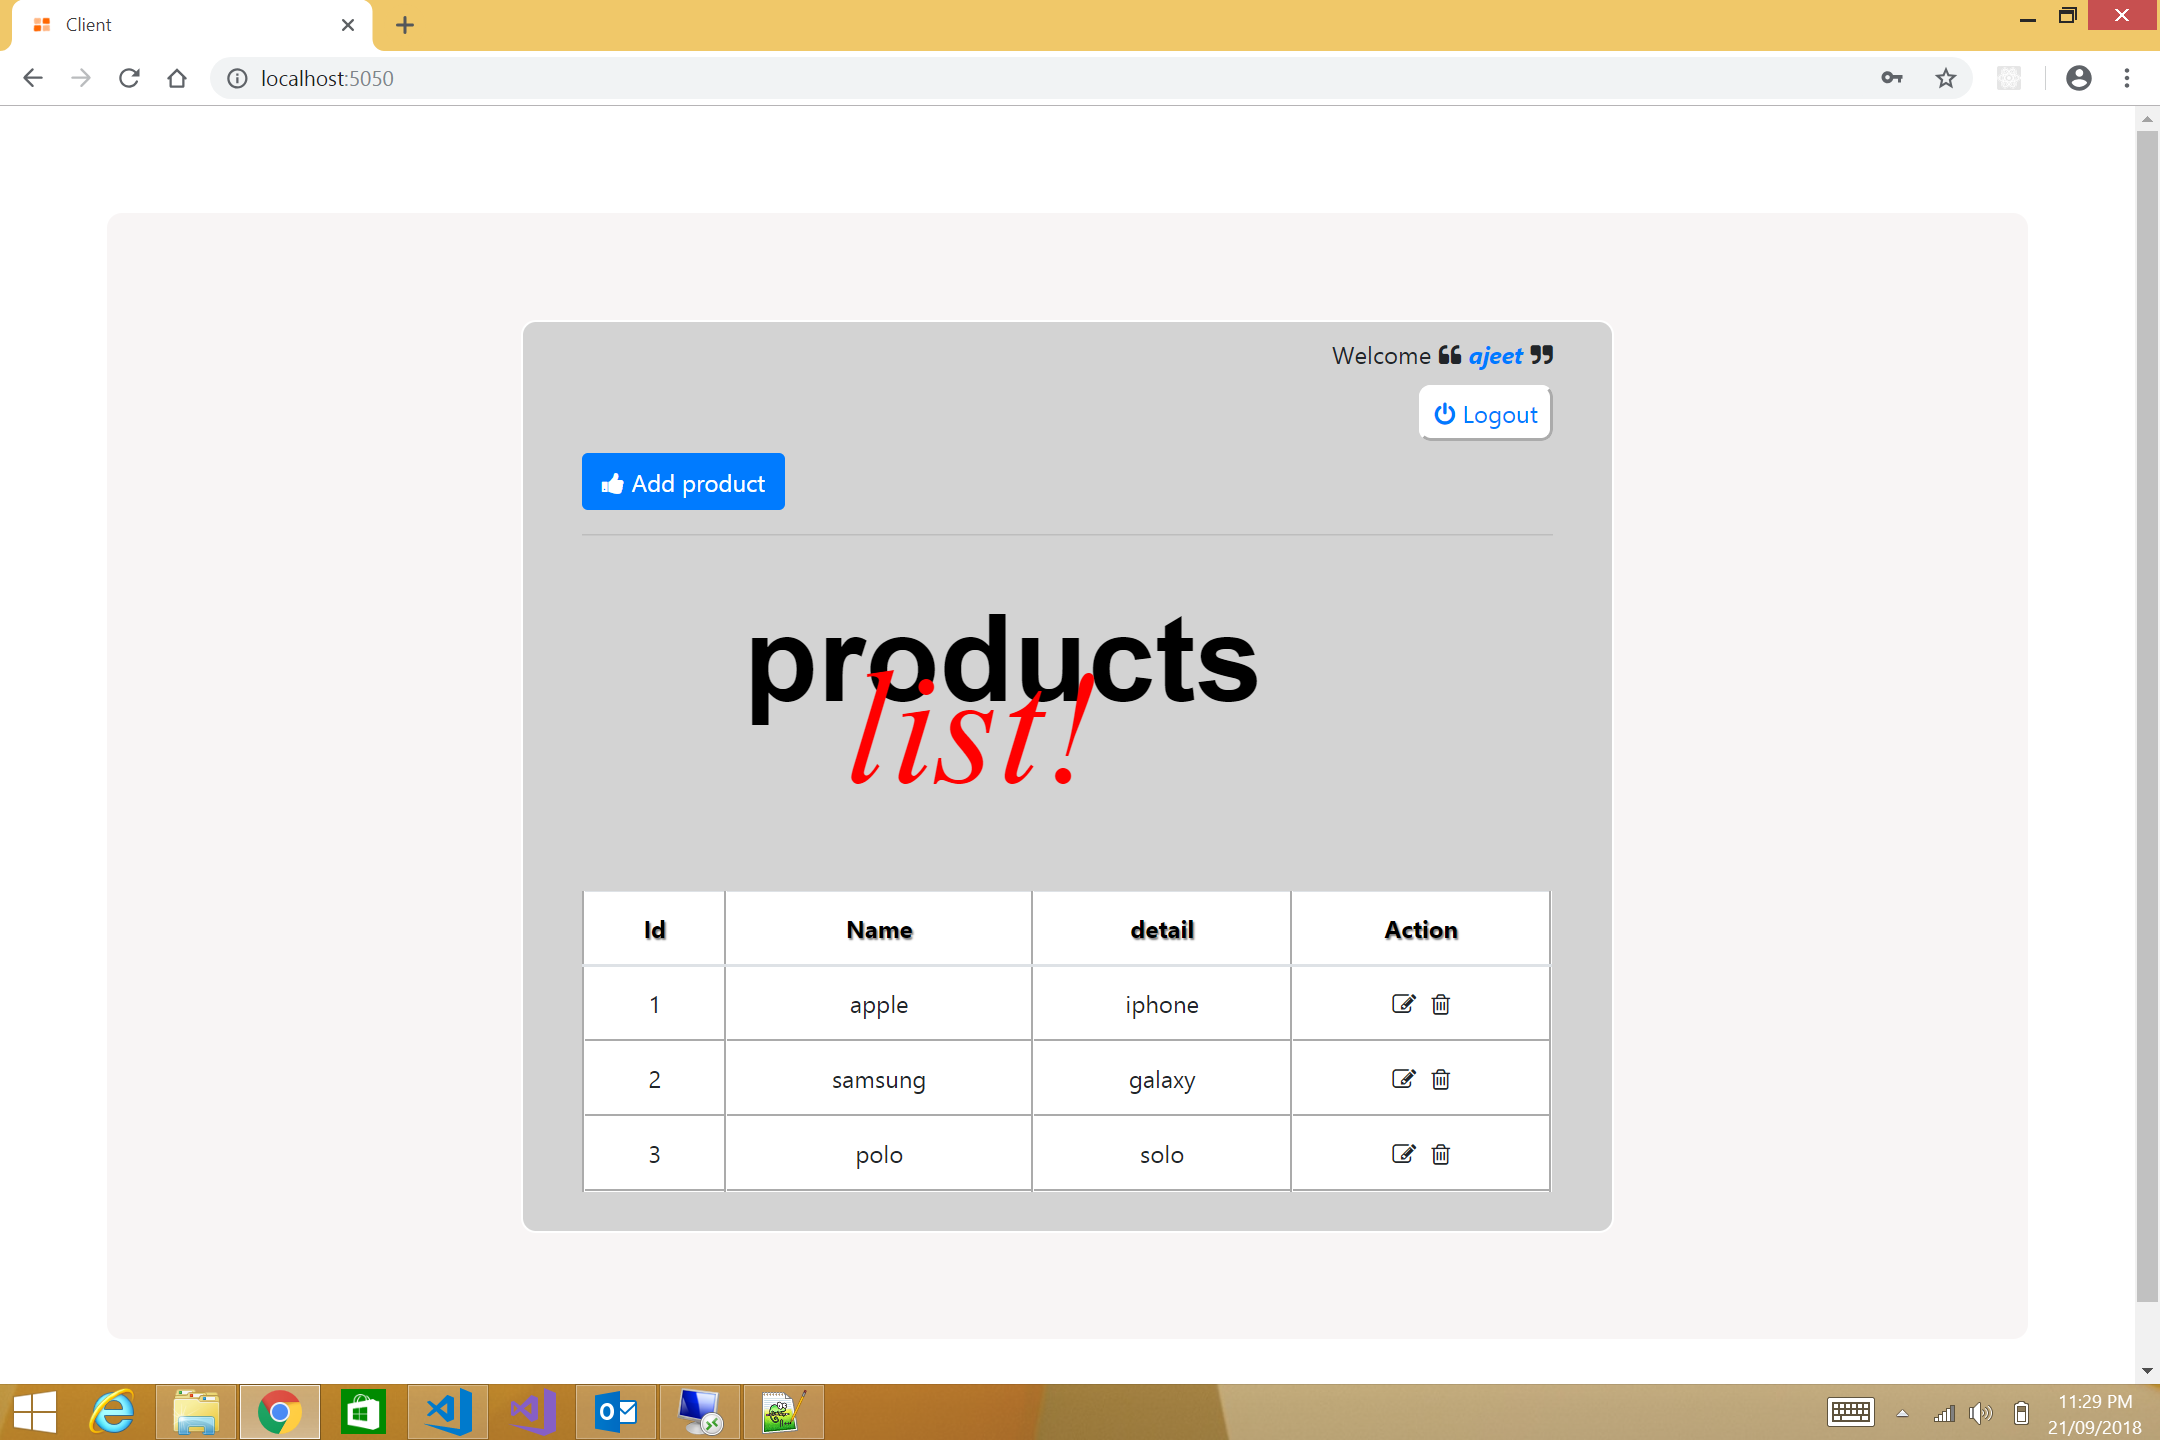 Client
localhost:5050
Welcome ajeet
Logout
Add product
products
list!
Id Name detail Action
1 apple iphone
2 samsung galaxy
3 polo solo
11:29 PM
21/09/2018